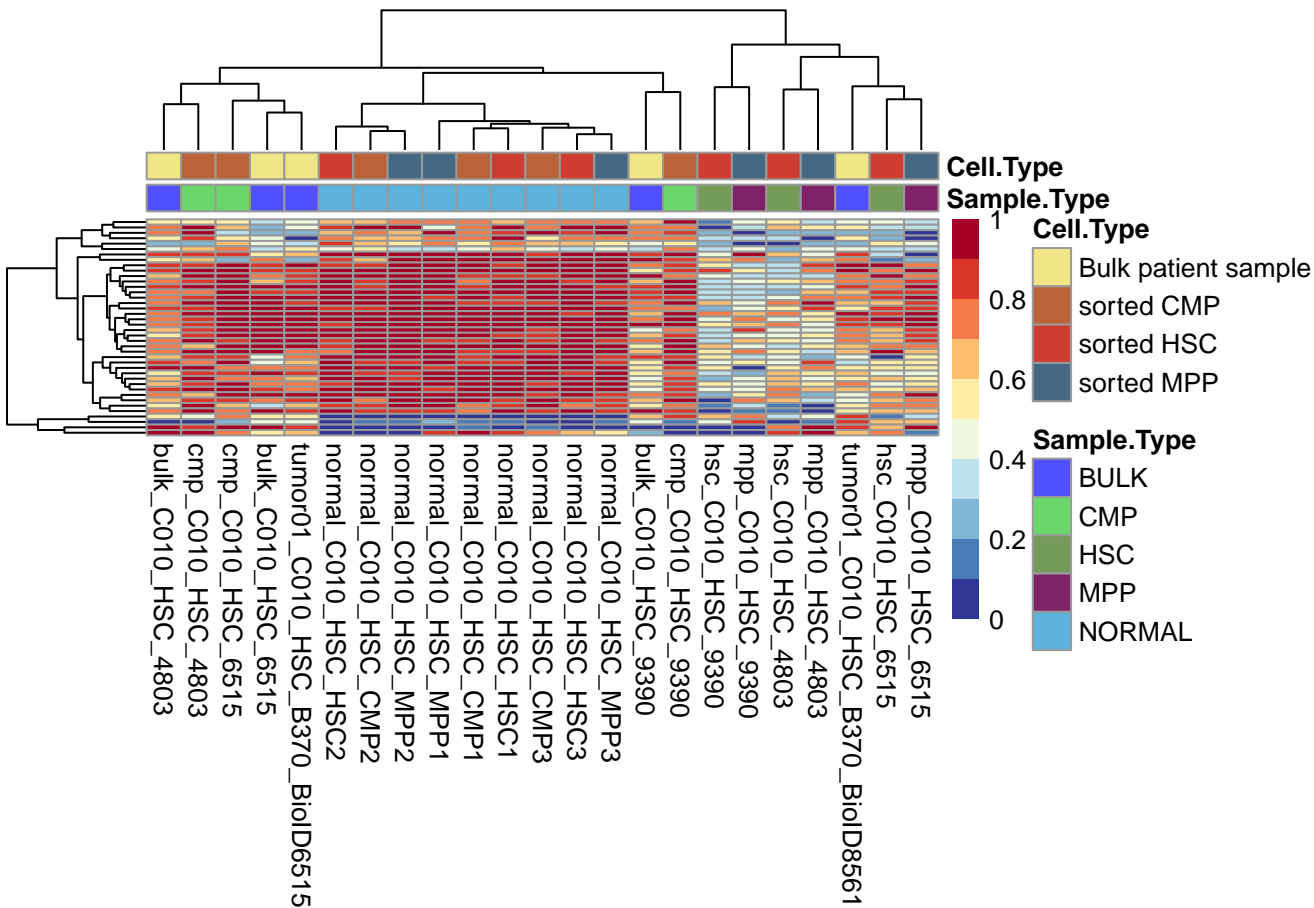 Cell.Type
Sample.Type
1
0.8
0.6
0.4
0.2
0
Cell.Type
Bulk patient sample
sorted CMP
sorted HSC
sorted MPP
Sample.Type
BULK
CMP
HSC
MPP
NORMAL
bulk_C010_HSC_4803
cmp_C010_HSC_4803
cmp_C010_HSC_6515
bulk_C010_HSC_6515
tumor01_C010_HSC_B370_BioID6515
normal_C010_HSC_HSC2
normal_C010_HSC_CMP2
normal_C010_HSC_MPP2
normal_C010_HSC_MPP1
normal_C010_HSC_CMP1
normal_C010_HSC_HSC1
normal_C010_HSC_CMP3
normal_C010_HSC_HSC3
normal_C010_HSC_MPP3
bulk_C010_HSC_9390
cmp_C010_HSC_9390
hsc_C010_HSC_9390
mpp_C010_HSC_9390
hsc_C010_HSC_4803
mpp_C010_HSC_4803
tumor01_C010_HSC_B370_BioID8561
hsc_C010_HSC_6515
mpp_C010_HSC_6515